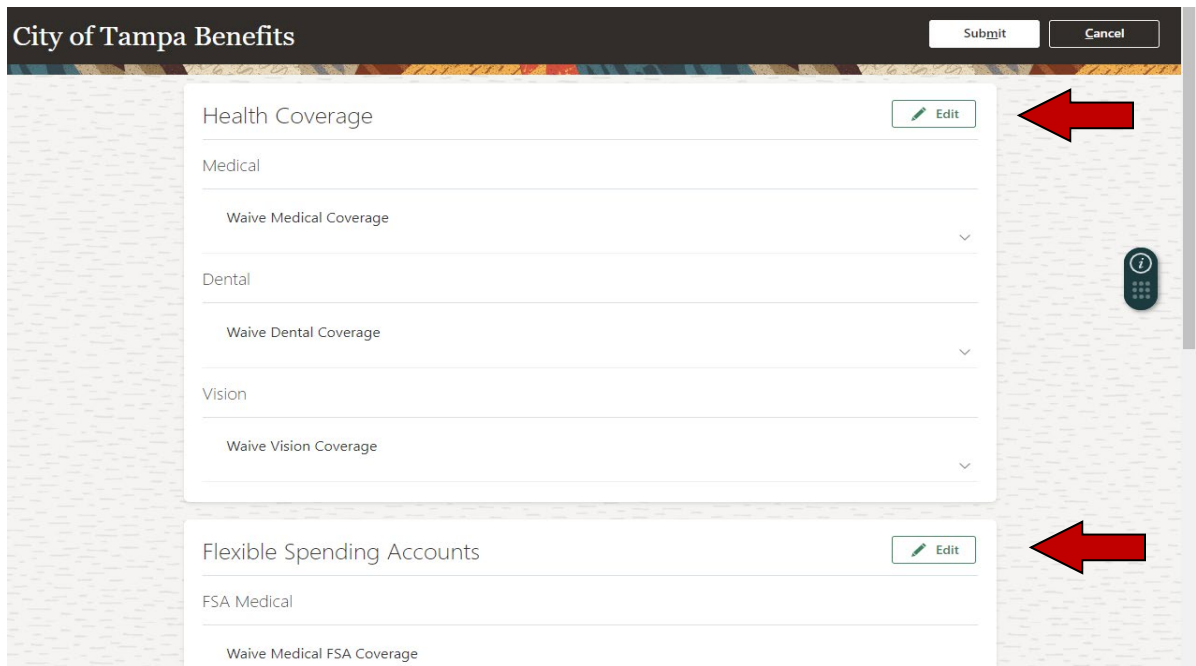 City of Tampa Benefits
Submit
Cancel
Health Coverage
Edit
Medical
Waive Medical Coverage
Dental
Waive Dental Coverage
Vision
Waive Vision Coverage
Flexible Spending Accounts
Edit
FSA Medical
Waive Medical FSA Coverage